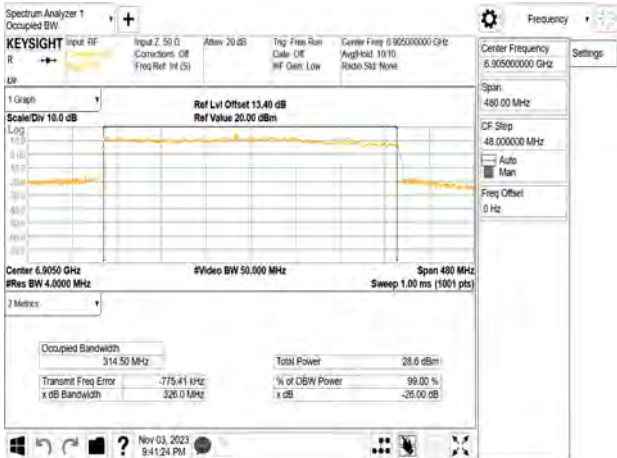 Spectrum Analyzer 1
Occupied BW
+
Frequency
KEYSIGHT
Input: RF
R
Input Z: 50 Ω
Corrections: Off
Freq Ref: Int (S)
Atten: 20 dB
Trig: Free Run
Gate: Off
#IF Gain: Low
Center Freq: 6.905000000 GHz
Avg|Hold: 10/10
Radio Std: None
Center Frequency
6.905000000 GHz
Settings
Span
480.00 MHz
CF Step
48.000000 MHz
Auto
Man
Freq Offset
0 Hz
1 Graph
Scale/Div 10.0 dB
Ref Lvl Offset 13.40 dB
Ref Value 20.00 dBm
Log
10.0
0.00
Center 6.9050 GHz
#Res BW 4.0000 MHz
#Video BW 50.000 MHz
Span 480 MHz
Sweep 1.00 ms (1001 pts)
2 Metrics
Occupied Bandwidth
314.50 MHz
Total Power
28.6 dBm
Transmit Freq Error
-775.41 kHz
% of OBW Power
99.00 %
x dB Bandwidth
326.0 MHz
x dB
-26.00 dB
?
Nov 03, 2023
9:41:24 PM